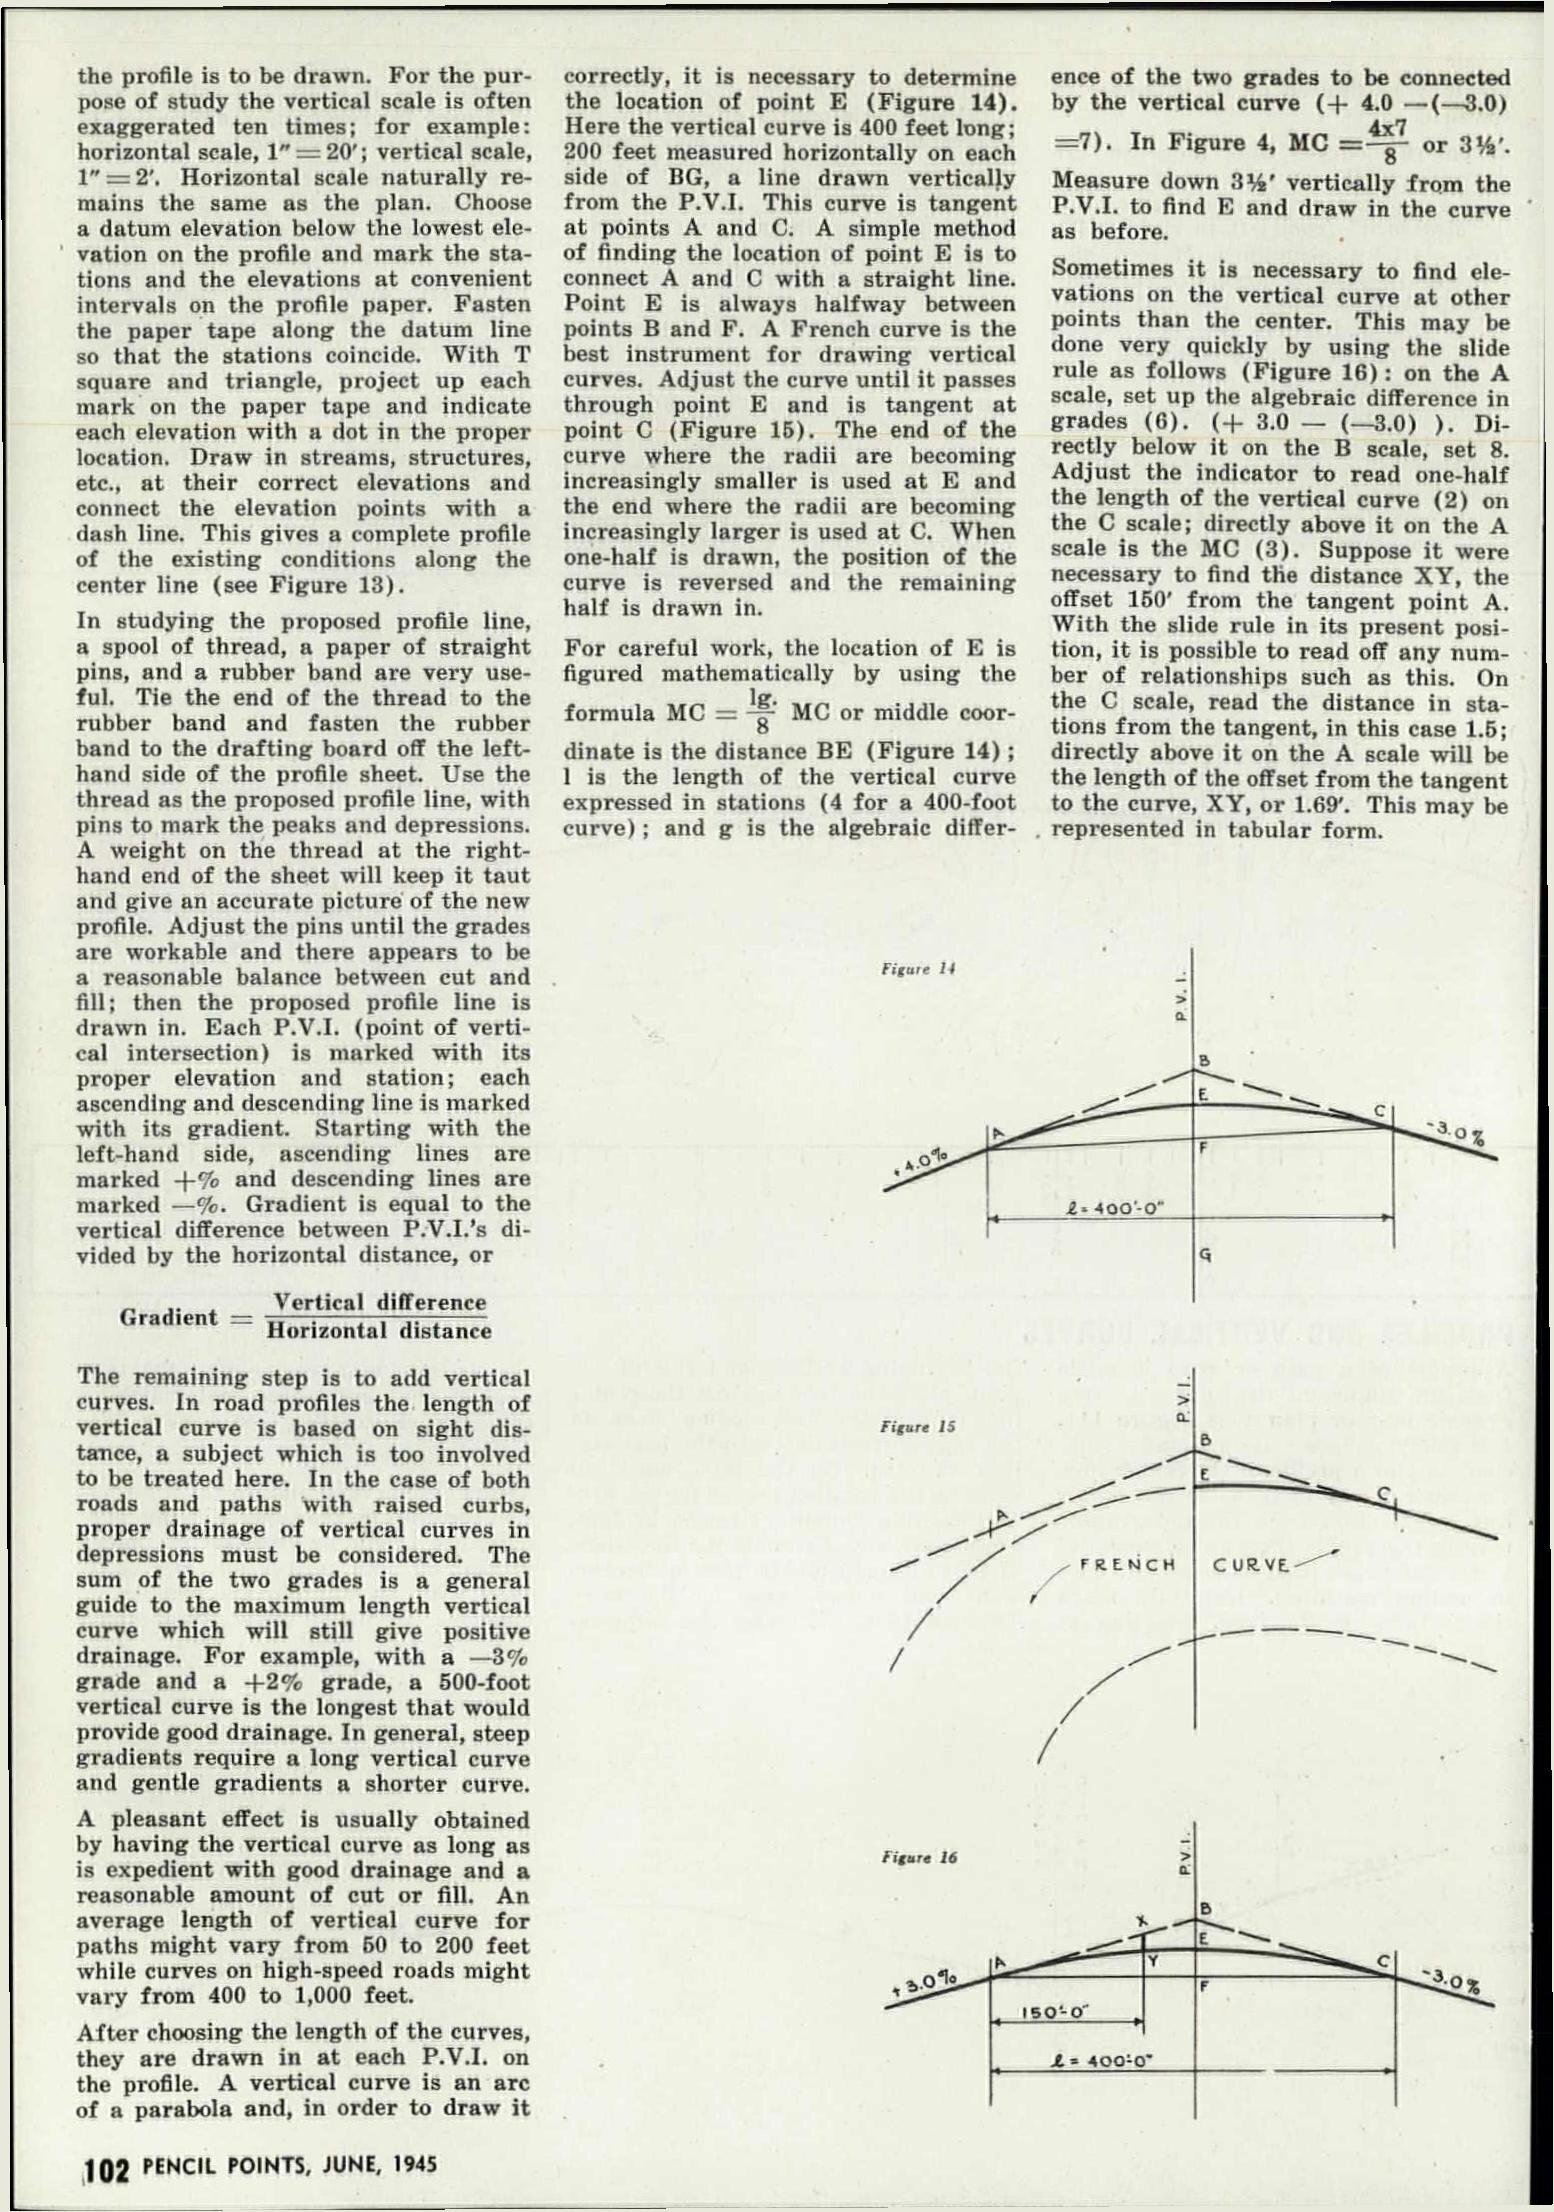 the profile is to be drawn. For the pur-
pose of study the vertical scale is often
exaggerated ten times; for example:
horizontal scale, 1″ = 20′; vertical scale,
1″ = 2′. Horizontal scale naturally re-
mains the same as the plan. Choose
a datum elevation below the lowest ele-
vation on the profile and mark the sta-
tions and the elevations at convenient
intervals on the profile paper. Fasten
the paper tape along the datum line
so that the stations coincide. With T
square and triangle, project up each
mark on the paper tape and indicate
each elevation with a dot in the proper
location. Draw in streams, structures,
etc., at their correct elevations and
connect the elevation points with a
dash line. This gives a complete profile
of the existing conditions along the
center line (see Figure 13).
In studying the proposed profile line,
a spool of thread, a paper of straight
pins, and a rubber band are very use-
ful. Tie the end of the thread to the
rubber band and fasten the rubber
band to the drafting board off the left-
hand side of the profile sheet. Use the
thread as the proposed profile line, with
pins to mark the peaks and depressions.
A weight on the thread at the right-
hand end of the sheet will keep it taut
and give an accurate picture of the new
profile. Adjust the pins until the grades
are workable and there appears to be
a reasonable balance between cut and
fill; then the proposed profile line is
drawn in. Each P.V.I. (point of verti-
cal intersection) is marked with its
proper elevation and station; each
ascending and descending line is marked
with its gradient. Starting with the
left-hand side, ascending lines are
marked +% and descending lines are
marked —%. Gradient is equal to the
vertical difference between P.V.I.'s di-
vided by the horizontal distance, or
Gradient = Vertical difference
Horizontal distance
The remaining step is to add vertical
curves. In road profiles the length of
vertical curve is based on sight dis-
tance, a subject which is too involved
to be treated here. In the case of both
roads and paths with raised curbs,
proper drainage of vertical curves in
depressions must be considered. The
sum of the two grades is a general
guide to the maximum length vertical
curve which will still give positive
drainage. For example, with a —3%
grade and a +2% grade, a 500-foot
vertical curve is the longest that would
provide good drainage. In general, steep
gradients require a long vertical curve
and gentle gradients a shorter curve.
A pleasant effect is usually obtained
by having the vertical curve as long as
is expedient with good drainage and a
reasonable amount of cut or fill. An
average length of vertical curve for
paths might vary from 50 to 200 feet
while curves on high-speed roads might
vary from 400 to 1,000 feet.
After choosing the length of the curves,
they are drawn in at each P.V.I. on
the profile. A vertical curve is an arc
of a parabola and, in order to draw it
correctly, it is necessary to determine
the location of point E (Figure 14).
Here the vertical curve is 400 feet long;
200 feet measured horizontally on each
side of BG, a line drawn vertically
from the P.V.I. This curve is tangent
at points A and C. A simple method
of finding the location of point E is to
connect A and C with a straight line.
Point E is always halfway between
points B and F. A French curve is the
best instrument for drawing vertical
curves. Adjust the curve until it passes
through point E and is tangent at
point C (Figure 15). The end of the
curve where the radii are becoming
increasingly smaller is used at E and
the end where the radii are becoming
increasingly larger is used at C. When
one-half is drawn, the position of the
curve is reversed and the remaining
half is drawn in.
For careful work, the location of E is
figured mathematically by using the
formula MC = lg./8 MC or middle coor-
dinate is the distance BE (Figure 14);
l is the length of the vertical curve
expressed in stations (4 for a 400-foot
curve); and g is the algebraic differ-
ence of the two grades to be connected
by the vertical curve (+ 4.0 —(—3.0)
=7). In Figure 4, MC = 4x7/8 or 3½′.
Measure down 3½′ vertically from the
P.V.I. to find E and draw in the curve
as before.
Sometimes it is necessary to find ele-
vations on the vertical curve at other
points than the center. This may be
done very quickly by using the slide
rule as follows (Figure 16): on the A
scale, set up the algebraic difference in
grades (6). (+ 3.0 — (—3.0) ). Di-
rectly below it on the B scale, set 8.
Adjust the indicator to read one-half
the length of the vertical curve (2) on
the C scale; directly above it on the A
scale is the MC (3). Suppose it were
necessary to find the distance XY, the
offset 150′ from the tangent point A.
With the slide rule in its present posi-
tion, it is possible to read off any num-
ber of relationships such as this. On
the C scale, read the distance in sta-
tions from the tangent, in this case 1.5;
directly above it on the A scale will be
the length of the offset from the tangent
to the curve, XY, or 1.69′. This may be
represented in tabular form.
Figure 14
P.V.I.
B
E
A
C
F
+4.0%
-3.0%
ℓ = 400'-0"
G
Figure 15
P.V.I.
B
E
A
C
FRENCH CURVE
Figure 16
P.V.I.
B
X
E
A
Y
C
F
+3.0%
-3.0%
150'-0"
ℓ = 400'-0"
102 PENCIL POINTS, JUNE, 1945